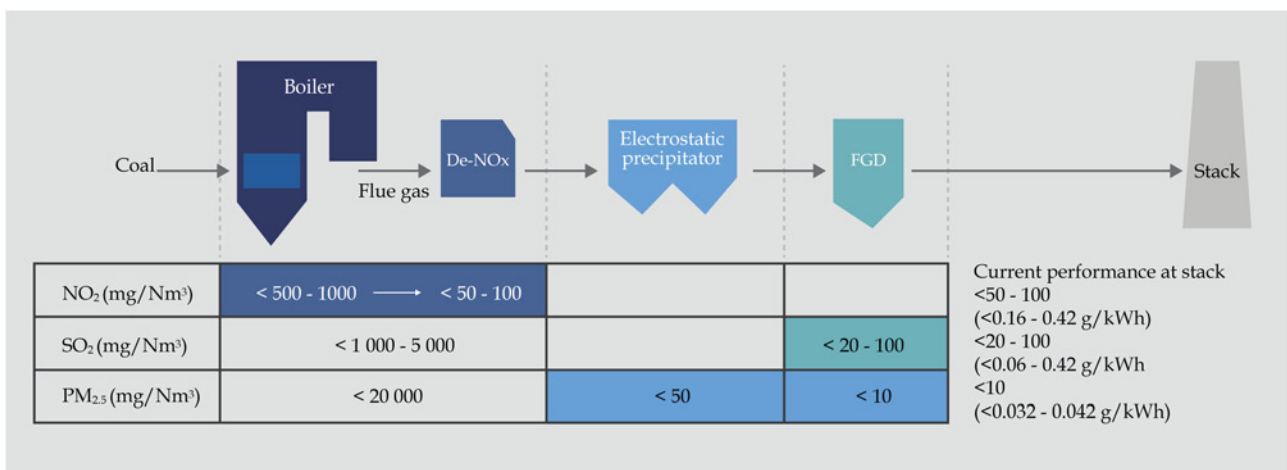 Boiler
Coal
Flue gas
De-NOx
Electrostatic
precipitator
FGD
Stack
NO₂ (mg/Nm³) < 500 - 1000 → < 50 - 100
SO₂ (mg/Nm³) < 1 000 - 5 000 < 20 - 100
PM₂.₅ (mg/Nm³) < 20 000 < 50 < 10
Current performance at stack
<50 - 100
(<0.16 - 0.42 g/kWh)
<20 - 100
(<0.06 - 0.42 g/kWh
<10
(<0.032 - 0.042 g/kWh)